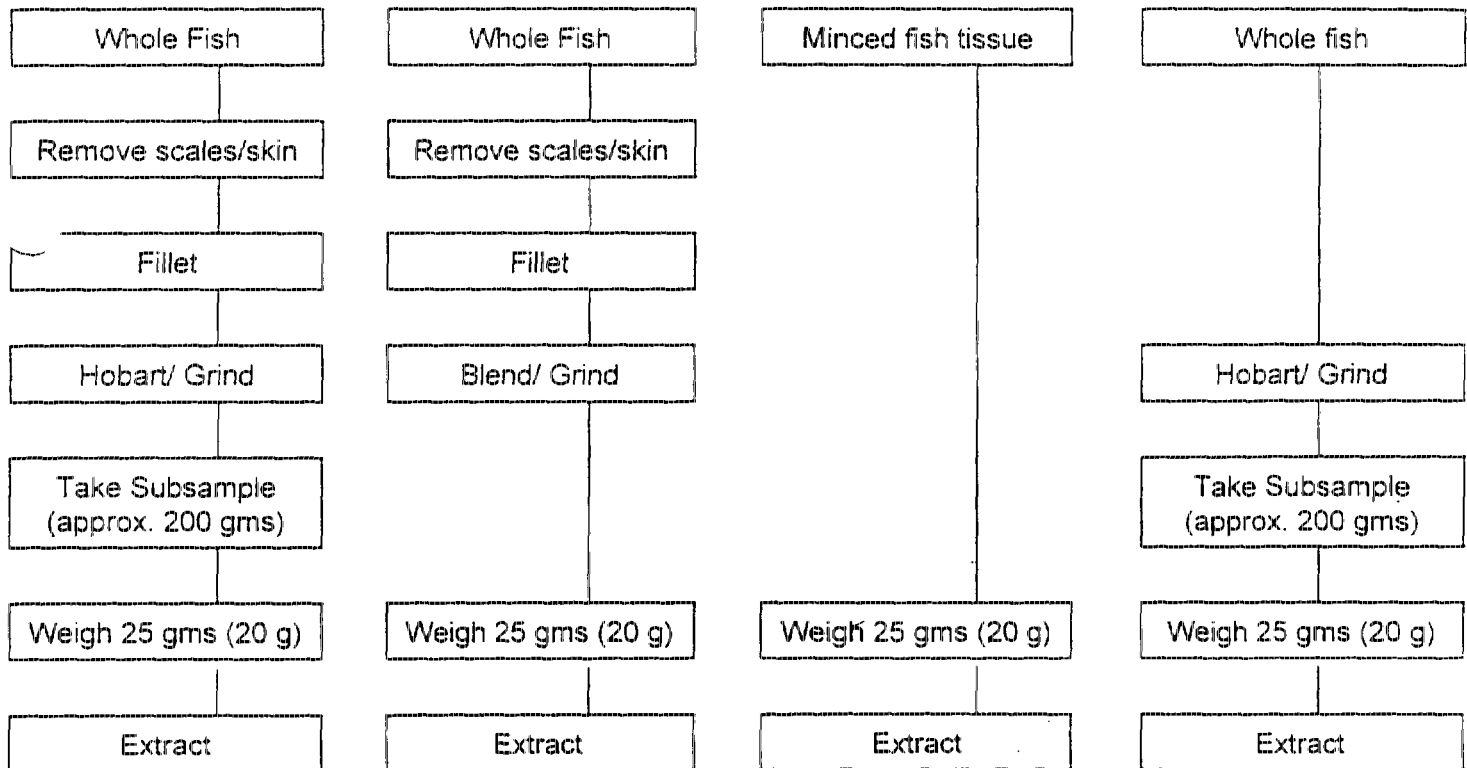 Whole Fish
Whole Fish
Minced fish tissue
Whole fish
Remove scales/skin
Remove scales/skin
Fillet
Fillet
Hobart/ Grind
Blend/ Grind
Hobart/ Grind
Take Subsample
(approx. 200 gms)
Take Subsample
(approx. 200 gms)
Weigh 25 gms (20 g)
Weigh 25 gms (20 g)
Weigh 25 gms (20 g)
Weigh 25 gms (20 g)
Extract
Extract
Extract
Extract